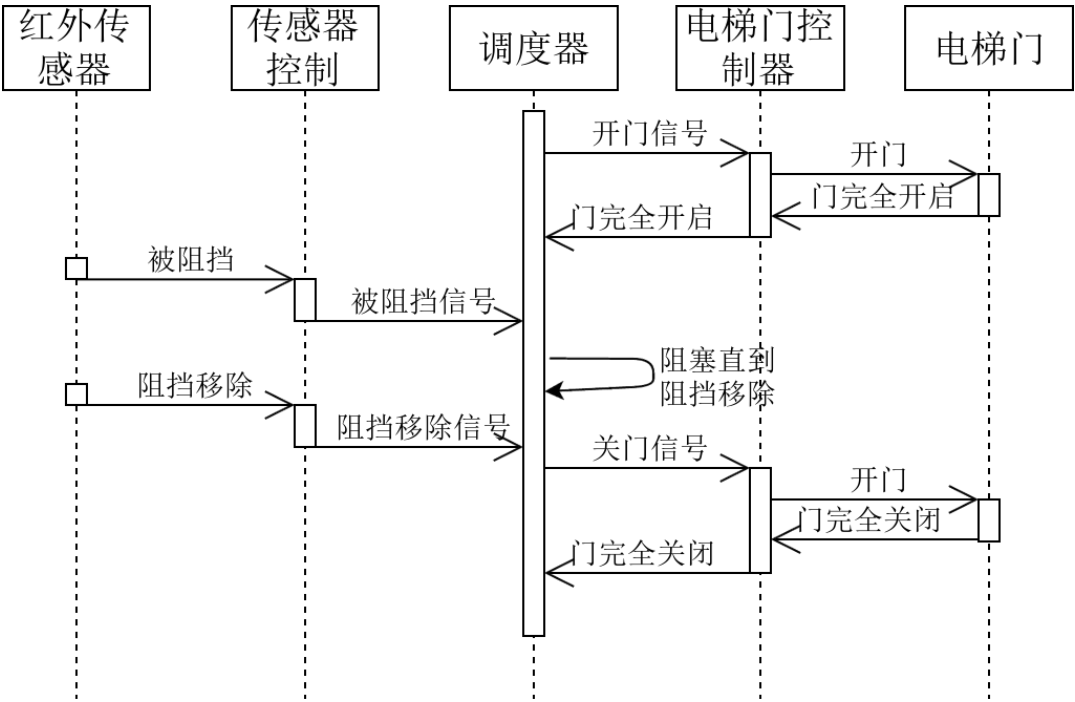 红外传
感器
传感器
控制
调度器
电梯门控
制器
电梯门
开门信号
开门
门完全开启
门完全开启
被阻挡
被阻挡信号
阻塞直到
阻挡移除
阻挡移除
阻挡移除信号
关门信号
开门
门完全关闭
门完全关闭